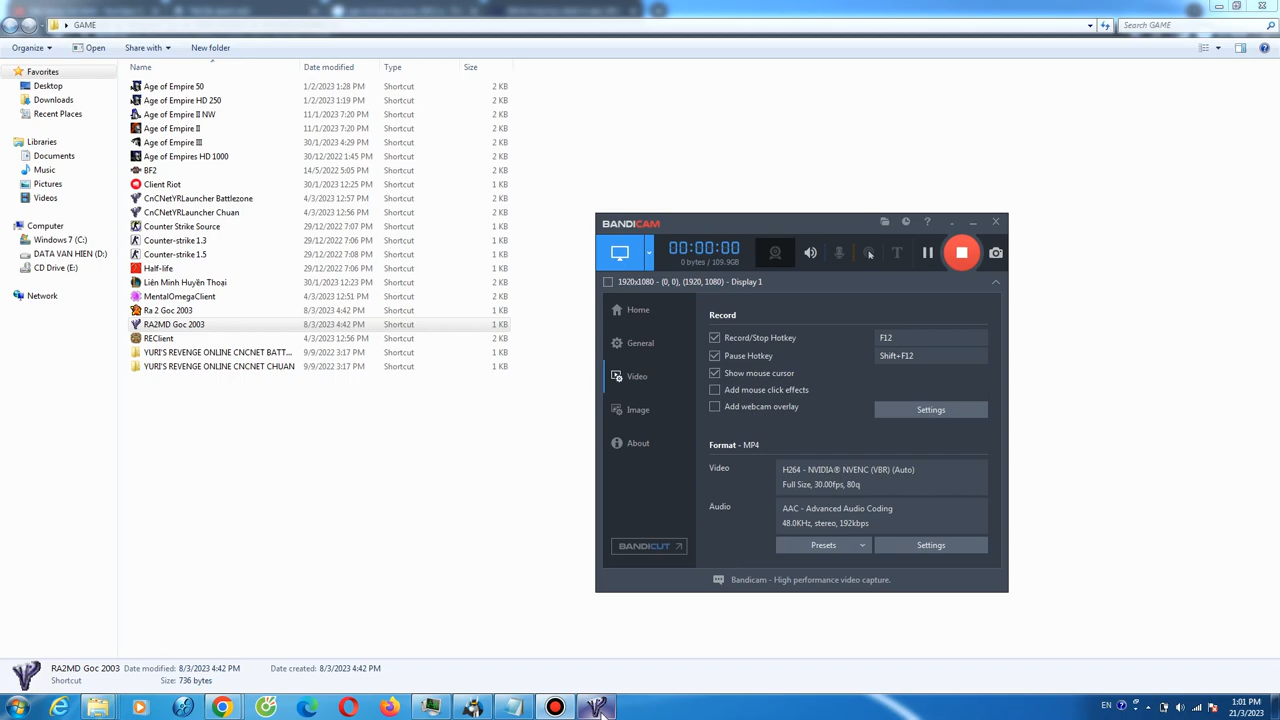 GAME
Search GAME
Organize
Open
Share with
New folder
Name
Date modified
Type
Size
Favorites
Desktop
Downloads
Recent Places
Libraries
Documents
Music
Pictures
Videos
Computer
Windows 7 (C:)
DATA VAN HIEN (D:)
CD Drive (E:)
Network
Age of Empire 50 1/2/2023 1:28 PM Shortcut 2 KB
Age of Empire HD 250 1/2/2023 1:19 PM Shortcut 2 KB
Age of Empire II NW 11/1/2023 7:20 PM Shortcut 2 KB
Age of Empire II 11/1/2023 7:20 PM Shortcut 2 KB
Age of Empire III 30/1/2023 4:29 PM Shortcut 2 KB
Age of Empires HD 1000 30/12/2022 1:45 PM Shortcut 2 KB
BF2 14/5/2022 5:05 PM Shortcut 2 KB
Client Riot 30/1/2023 12:25 PM Shortcut 1 KB
CnCNetYRLauncher Battlezone 4/3/2023 12:57 PM Shortcut 2 KB
CnCNetYRLauncher Chuan 4/3/2023 12:56 PM Shortcut 2 KB
Counter Strike Source 29/12/2022 7:07 PM Shortcut 1 KB
Counter-strike 1.3 29/12/2022 7:08 PM Shortcut 2 KB
Counter-strike 1.5 29/12/2022 7:08 PM Shortcut 2 KB
Half-life 29/12/2022 7:06 PM Shortcut 1 KB
Liên Minh Huyền Thoại 30/1/2023 12:23 PM Shortcut 2 KB
MentalOmegaClient 4/3/2023 12:51 PM Shortcut 2 KB
Ra 2 Goc 2003 8/3/2023 4:42 PM Shortcut 1 KB
RA2MD Goc 2003 8/3/2023 4:42 PM Shortcut 1 KB
REClient 4/3/2023 12:56 PM Shortcut 1 KB
YURI'S REVENGE ONLINE CNCNET BATT... 9/9/2022 3:17 PM Shortcut 2 KB
YURI'S REVENGE ONLINE CNCNET CHUAN 9/9/2022 3:17 PM Shortcut 2 KB
BANDICAM
00:00:00
0 bytes / 109.9GB
1920x1080 - (0, 0), (1920, 1080) - Display 1
Home
General
Video
Image
About
BANDICUT
Record
Record/Stop Hotkey F12
Pause Hotkey Shift+F12
Show mouse cursor
Add mouse click effects
Add webcam overlay
Settings
Format - MP4
Video
H264 - NVIDIA® NVENC (VBR) (Auto)
Full Size, 30.00fps, 80q
Audio
AAC - Advanced Audio Coding
48.0KHz, stereo, 192kbps
Presets
Settings
Bandicam - High performance video capture.
RA2MD Goc 2003 Date modified: 8/3/2023 4:42 PM Date created: 8/3/2023 4:42 PM
Shortcut Size: 736 bytes
EN
1:01 PM
21/3/2023